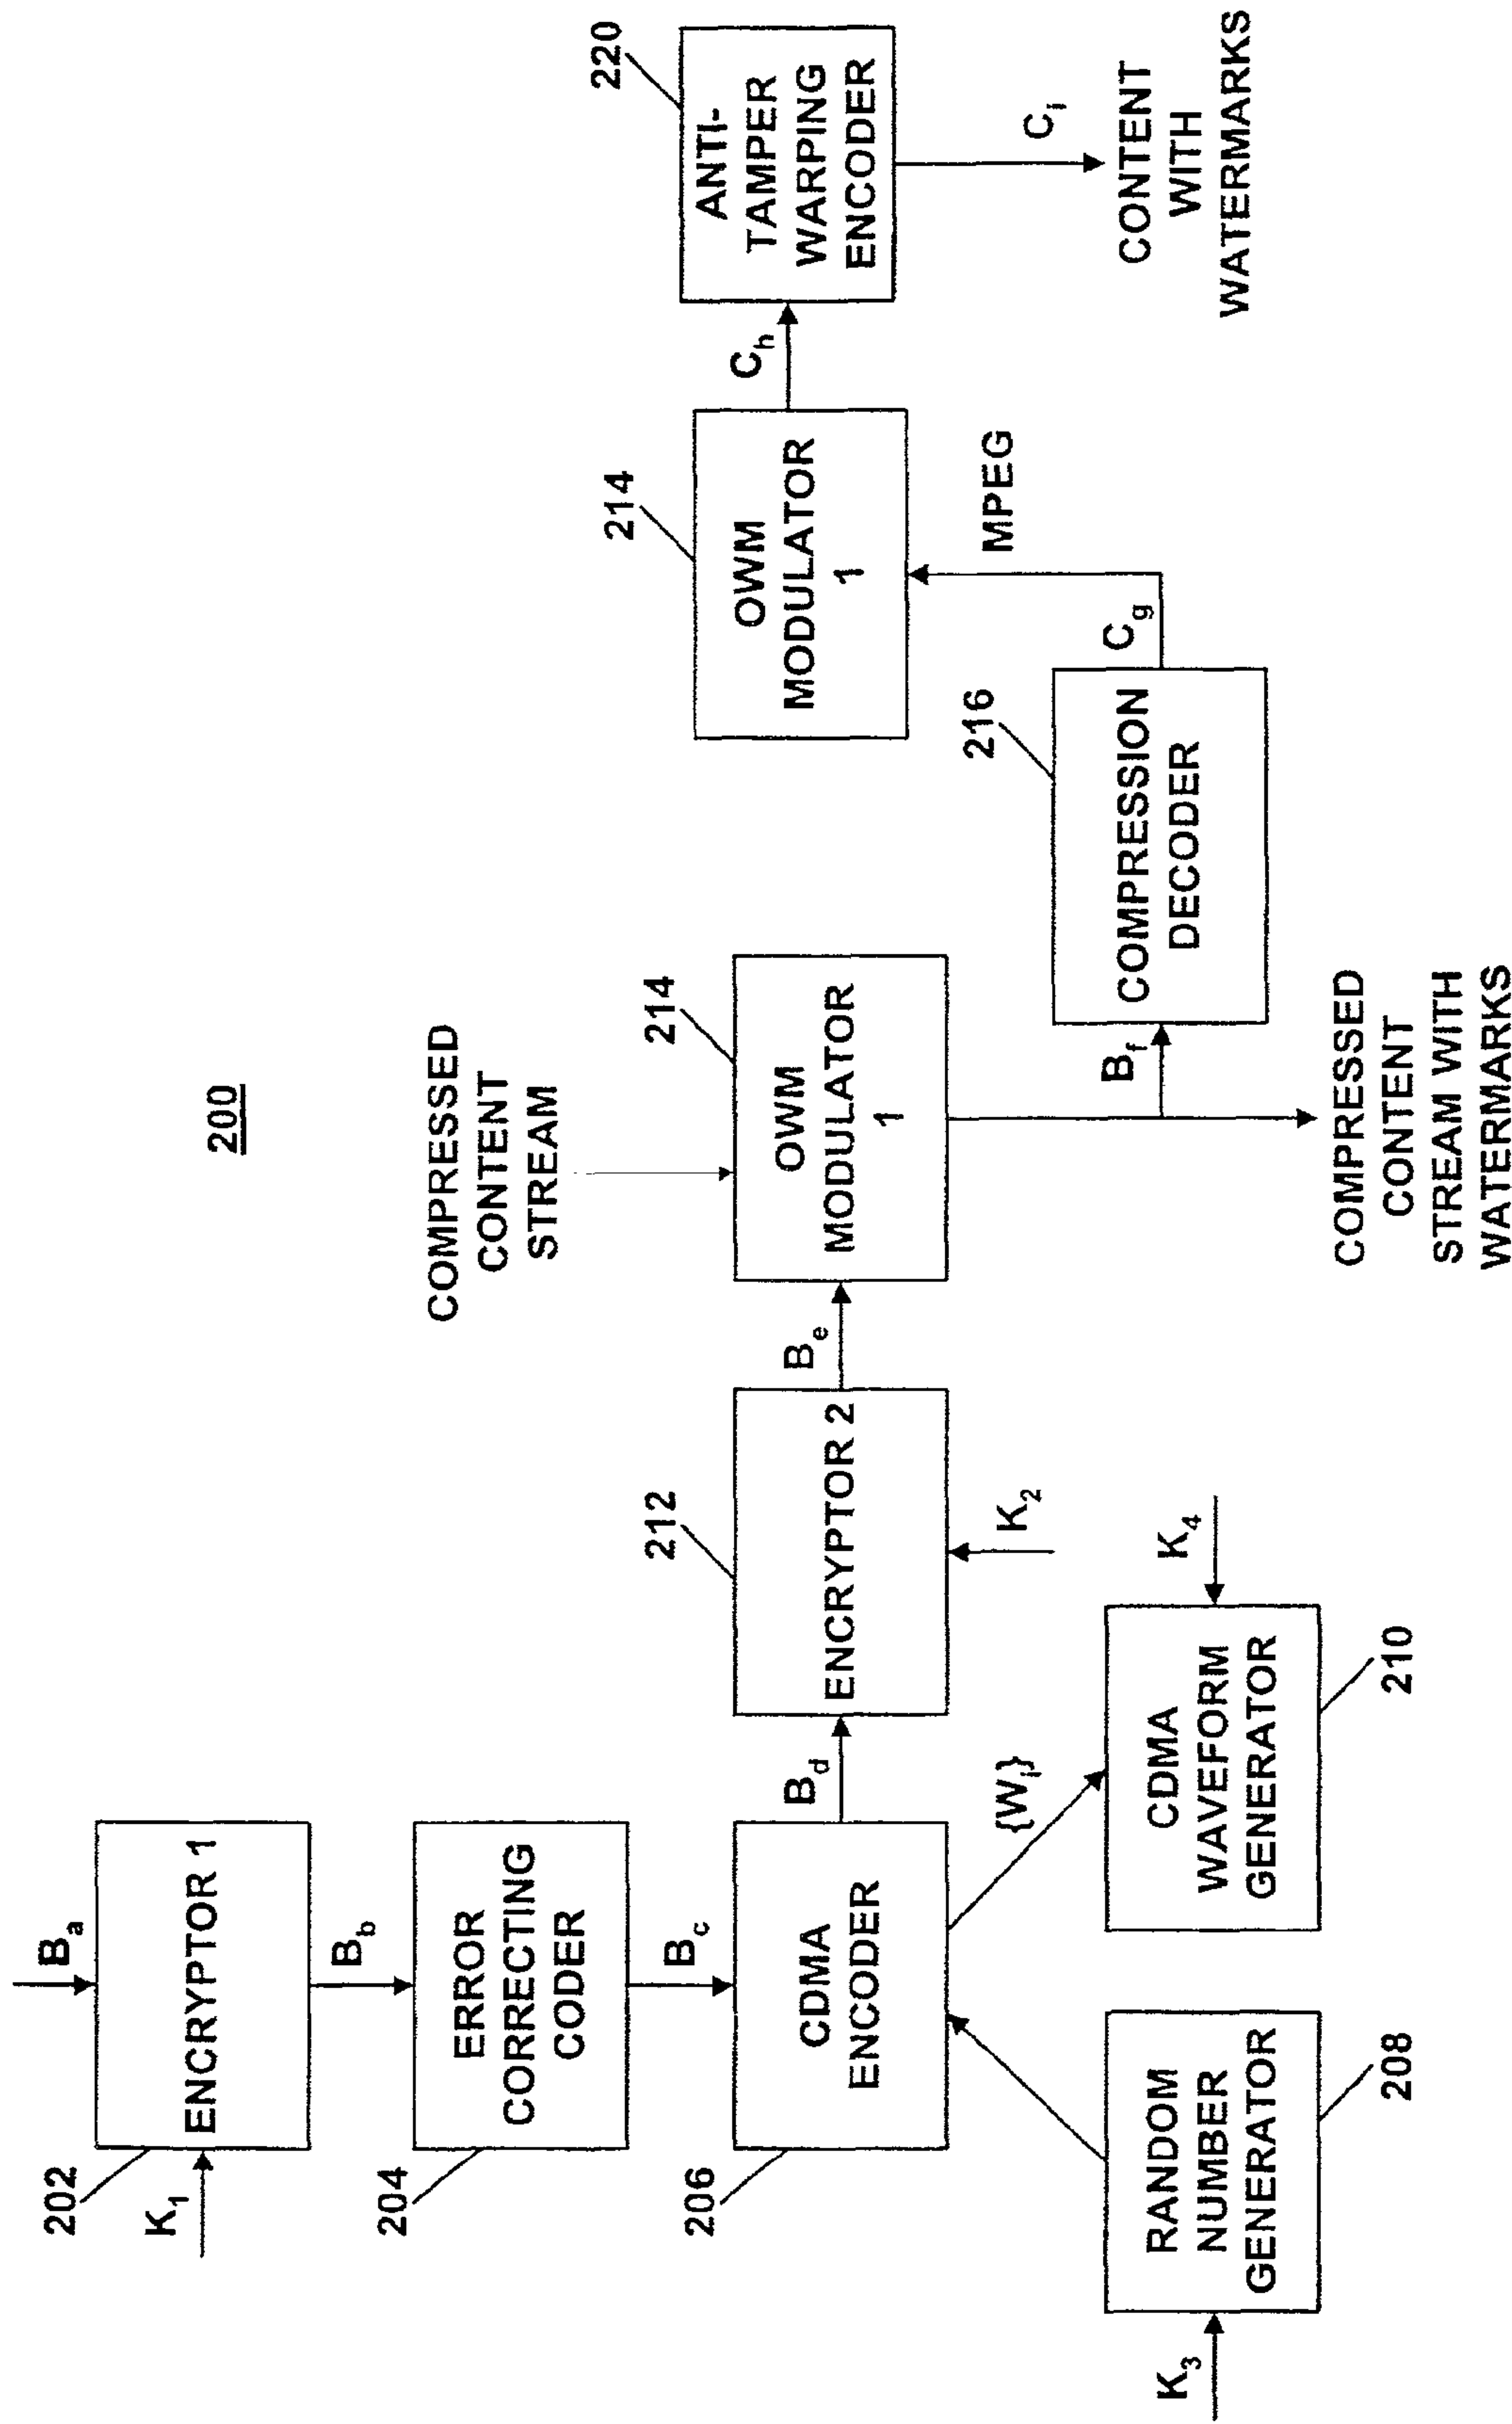 200
B_a
202
ENCRYPTOR 1
K_1
B_b
204
ERROR
CORRECTING
CODER
B_c
206
CDMA
ENCODER
B_d
{W_i}
K_3
RANDOM
NUMBER
GENERATOR
208
K_4
CDMA
WAVEFORM
GENERATOR
210
212
ENCRYPTOR 2
K_2
B_e
COMPRESSED
CONTENT
STREAM
214
OWM
MODULATOR
1
B_f
COMPRESSED
CONTENT
STREAM WITH
WATERMARKS
216
COMPRESSION
DECODER
C_g
MPEG
214
OWM
MODULATOR
1
C_h
220
ANTI-
TAMPER
WARPING
ENCODER
C_i
CONTENT
WITH
WATERMARKS